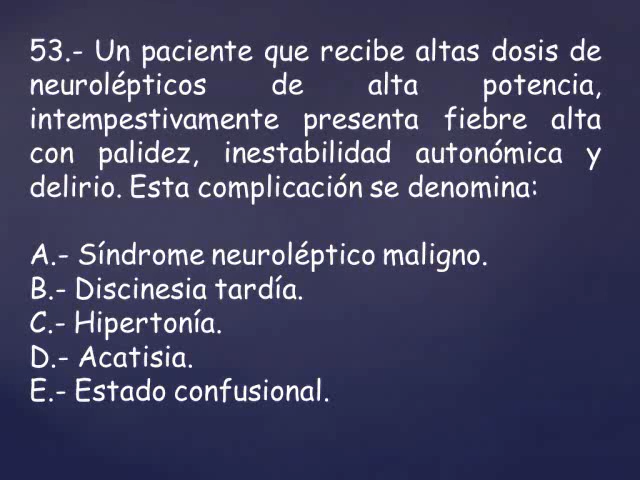 53.- Un paciente que recibe altas dosis de
neurolépticos de alta potencia,
intempestivamente presenta fiebre alta
con palidez, inestabilidad autonómica y
delirio. Esta complicación se denomina:
A.- Síndrome neuroléptico maligno.
B.- Discinesia tardía.
C.- Hipertonía.
D.- Acatisia.
E.- Estado confusional.